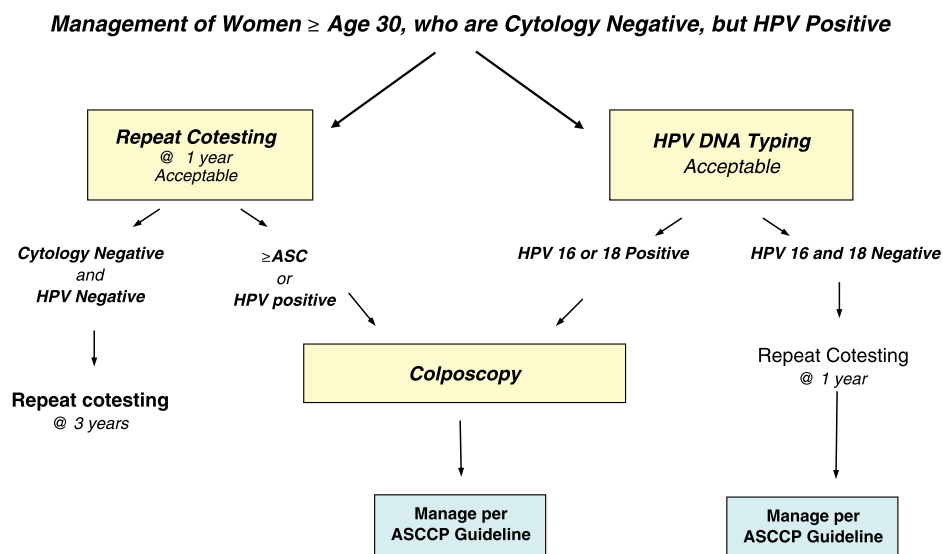 Management of Women ≥ Age 30, who are Cytology Negative, but HPV Positive
Repeat Cotesting
@ 1 year
Acceptable
HPV DNA Typing
Acceptable
Cytology Negative
and
HPV Negative
≥ASC
or
HPV positive
HPV 16 or 18 Positive
HPV 16 and 18 Negative
Colposcopy
Repeat Cotesting
@ 1 year
Repeat cotesting
@ 3 years
Manage per
ASCCP Guideline
Manage per
ASCCP Guideline